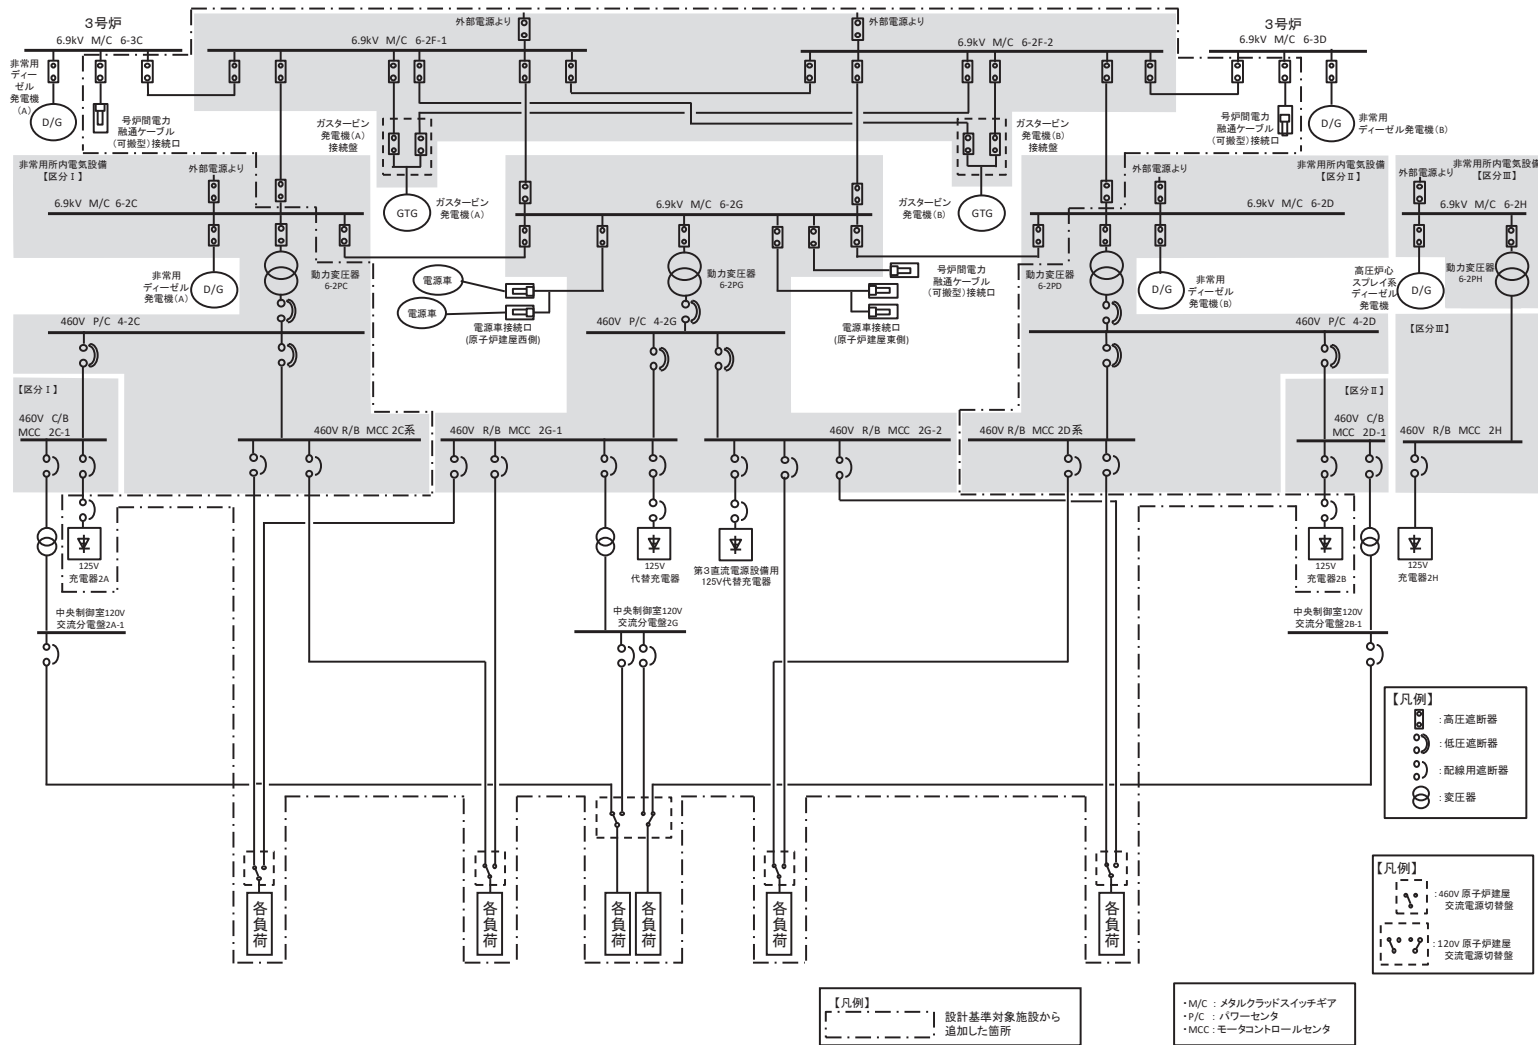 3号炉
6.9kV M/C 6-3C
外部電源より
6.9kV M/C 6-2F-1
外部電源より
6.9kV M/C 6-2F-2
3号炉
6.9kV M/C 6-3D
非常用
ディー
ゼル
発電機
(A)
D/G
号炉間電力
融通ケーブル
(可搬型)接続口
ガスタービン
発電機(A)
接続盤
ガスタービン
発電機(B)
接続盤
号炉間電力
融通ケーブル
(可搬型)接続口
D/G
非常用
ディーゼル発電機(B)
非常用所内電気設備
【区分Ⅰ】
外部電源より
6.9kV M/C 6-2C
GTG
ガスタービン
発電機(A)
6.9kV M/C 6-2G
ガスタービン
発電機(B)
GTG
外部電源より
非常用所内電気設備
【区分Ⅱ】
6.9kV M/C 6-2D
非常用所内電気設備
【区分Ⅲ】
外部電源より
6.9kV M/C 6-2H
非常用
ディーゼル
発電機(A)
D/G
動力変圧器
6-2PC
電源車
電源車
電源車接続口
(原子炉建屋西側)
動力変圧器
6-2PG
号炉間電力
融通ケーブル
(可搬型)接続口
電源車接続口
(原子炉建屋東側)
動力変圧器
6-2PD
D/G
非常用
ディーゼル
発電機(B)
高圧炉心
スプレイ系
ディーゼル
発電機
D/G
動力変圧器
6-2PH
460V P/C 4-2C
460V P/C 4-2G
460V P/C 4-2D
【区分Ⅲ】
【区分Ⅰ】
460V C/B
MCC 2C-1
460V R/B MCC 2C系
460V R/B MCC 2G-1
460V R/B MCC 2G-2
460V R/B MCC 2D系
【区分Ⅱ】
460V C/B
MCC 2D-1
460V R/B MCC 2H
125V
充電器2A
125V
代替充電器
第3直流電源設備用
125V代替充電器
125V
充電器2B
125V
充電器2H
中央制御室120V
交流分電盤2A-1
中央制御室120V
交流分電盤2G
中央制御室120V
交流分電盤2B-1
【凡例】
:高圧遮断器
:低圧遮断器
:配線用遮断器
:変圧器
各負荷
各負荷
各負荷
各負荷
各負荷
各負荷
【凡例】
:460V 原子炉建屋
交流電源切替盤
:120V 原子炉建屋
交流電源切替盤
【凡例】
設計基準対象施設から
追加した箇所
・M/C : メタルクラッドスイッチギア
・P/C : パワーセンタ
・MCC : モータコントロールセンタ